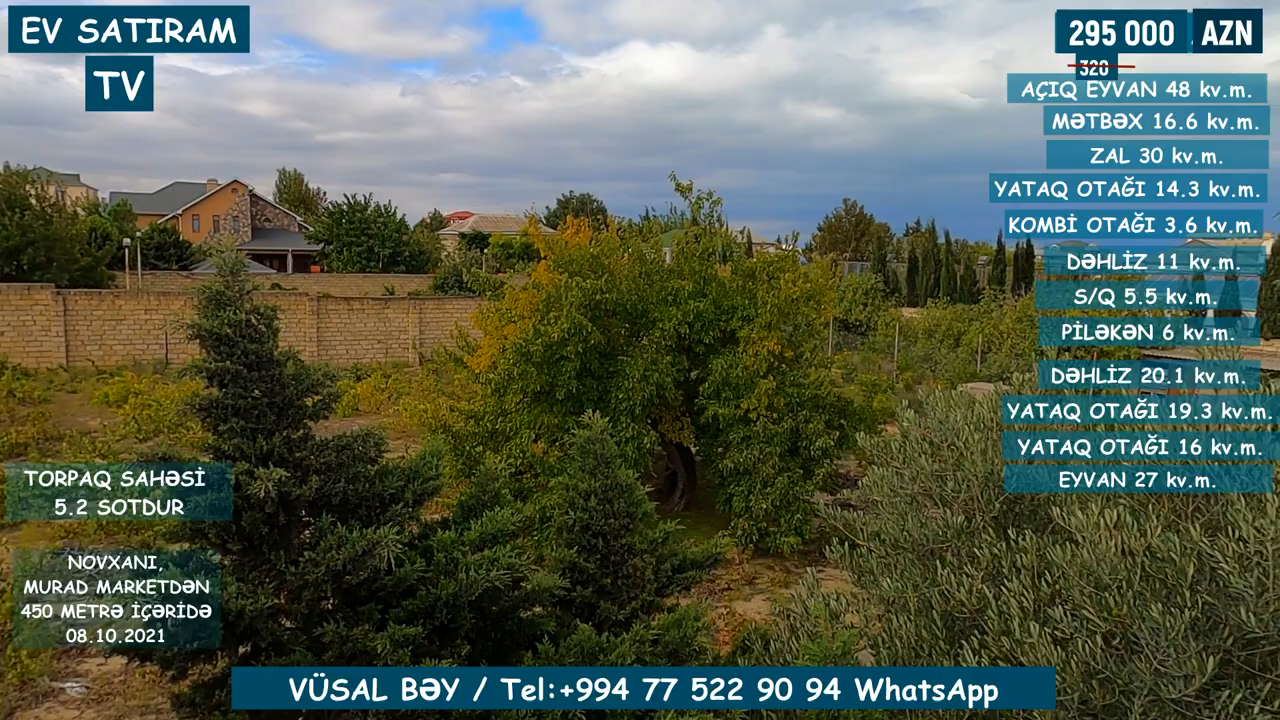 EV SATIRAM
TV
295 000 AZN
320
AÇIQ EYVAN 48 kv.m.
MƏTBƏX 16.6 kv.m.
ZAL 30 kv.m.
YATAQ OTAĞI 14.3 kv.m.
KOMBİ OTAĞI 3.6 kv.m.
DƏHLİZ 11 kv.m.
S/Q 5.5 kv.m.
PİLƏKƏN 6 kv.m.
DƏHLİZ 20.1 kv.m.
YATAQ OTAĞI 19.3 kv.m.
YATAQ OTAĞI 16 kv.m.
EYVAN 27 kv.m.
TORPAQ SAHƏSİ
5.2 SOTDUR
NOVXANI,
MURAD MARKETDƏN
450 METRƏ İÇƏRİDƏ
08.10.2021
VÜSAL BƏY / Tel:+994 77 522 90 94 WhatsApp